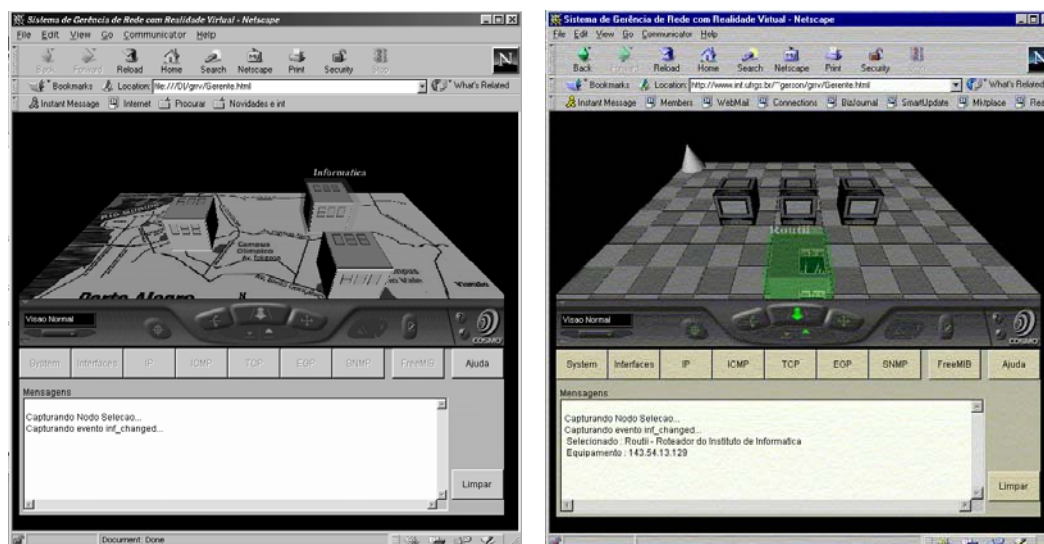 Sistema de Gerência de Rede com Realidade Virtual - Netscape
File Edit View Go Communicator Help
Back Forward Reload Home Search Netscape Print Security Stop
Bookmarks Location: file:///D|/grw/Gerente.html What's Related
Instant Message Internet Procurar Novidades e int
Informatica
Campus
Olimpico
Porto Alegre
N
Visao Normal
COSMO
System Interfaces IP ICMP TCP EGP SNMP FreeMIB Ajuda
Mensagens
Capturando Nodo Selecao...
Capturando evento inf_changed...
Limpar
Document: Done
Sistema de Gerência de Rede com Realidade Virtual - Netscape
File Edit View Go Communicator Help
Back Forward Reload Home Search Netscape Print Security Stop
Bookmarks Location: http://www.inf.ufrgs.br/~gerson/grw/Gerente.html What's Related
Instant Message Members WebMail Connections BizJournal SmartUpdate Mktplace
Routii
Visao Normal
COSMO
System Interfaces IP ICMP TCP EGP SNMP FreeMIB Ajuda
Mensagens
Capturando Nodo Selecao...
Capturando evento inf_changed...
Selecionado : Routii - Roteador do Instituto de Informatica
Equipamento : 143.54.13.129
Limpar